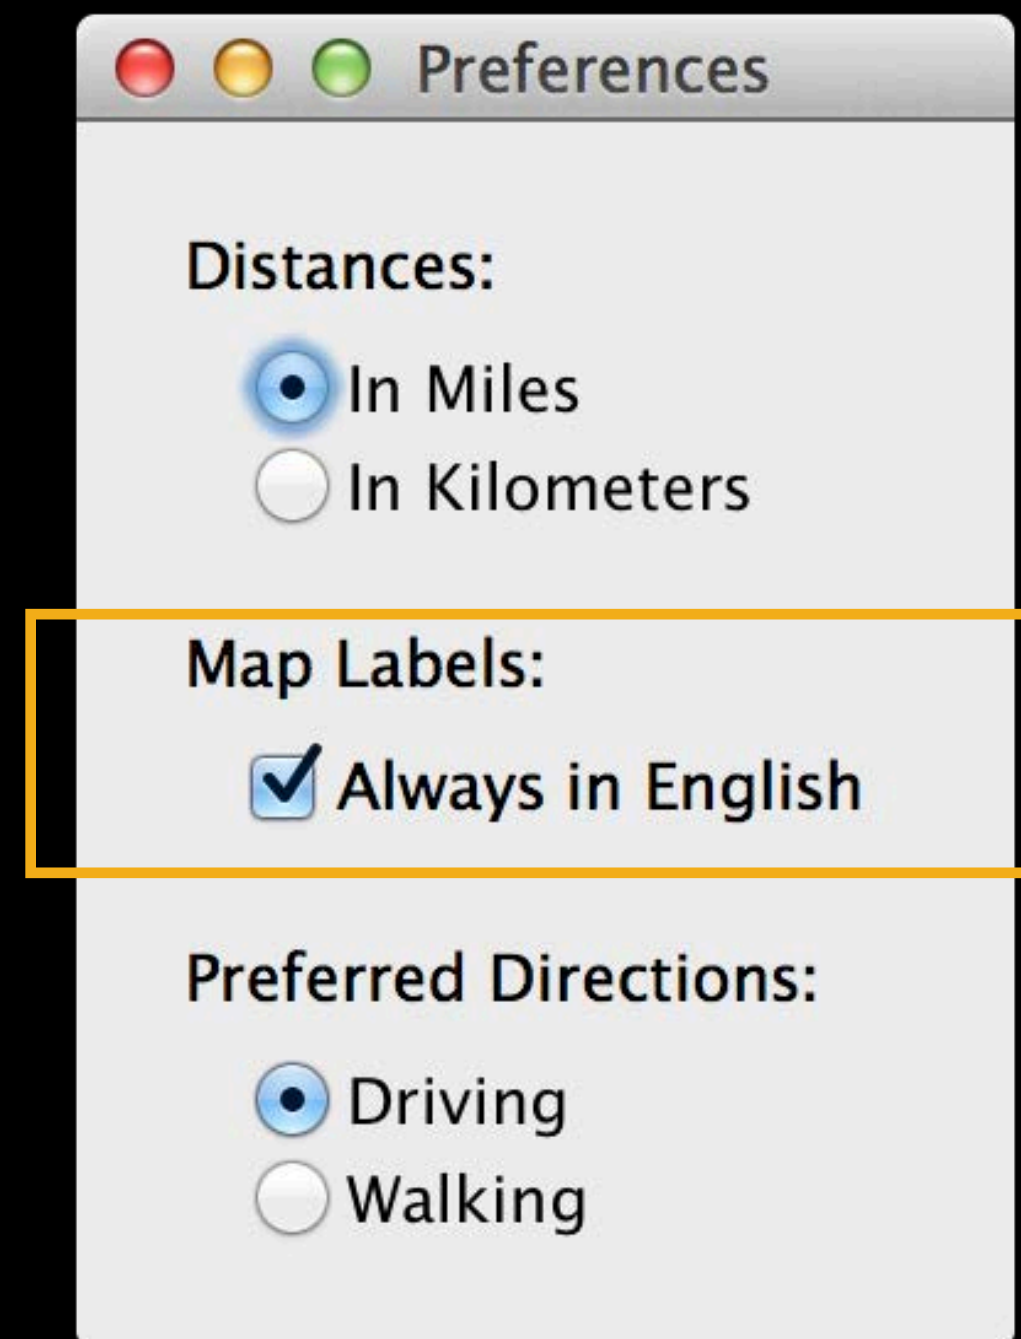 Preferences
Distances:
In Miles
In Kilometers
Map Labels:
Always in English
Preferred Directions:
Driving
Walking